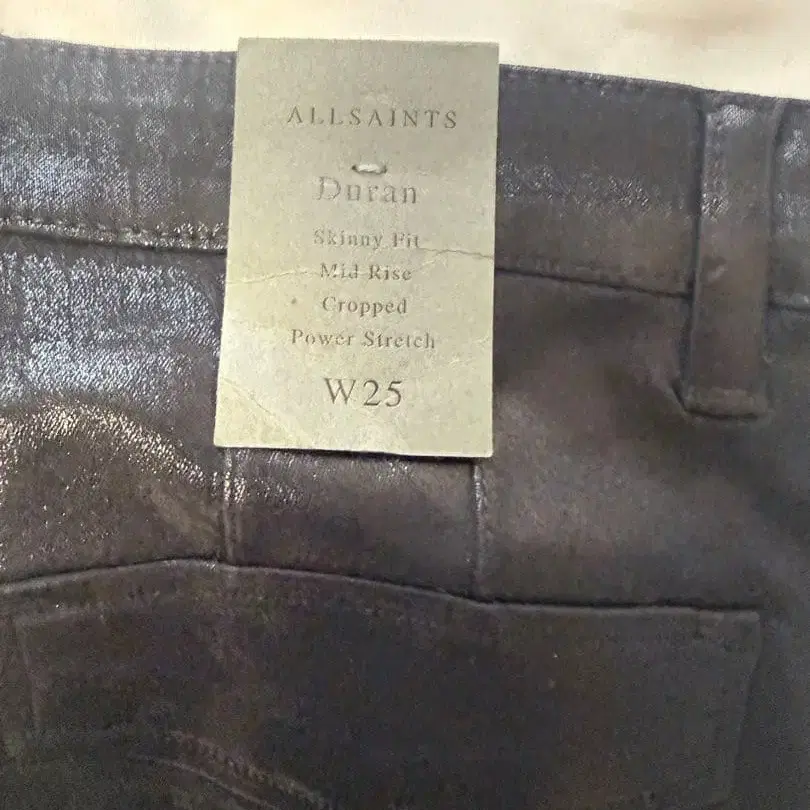 ALLSAINTS
Duran
Skinny Fit
Mid Rise
Cropped
Power Stretch
W25